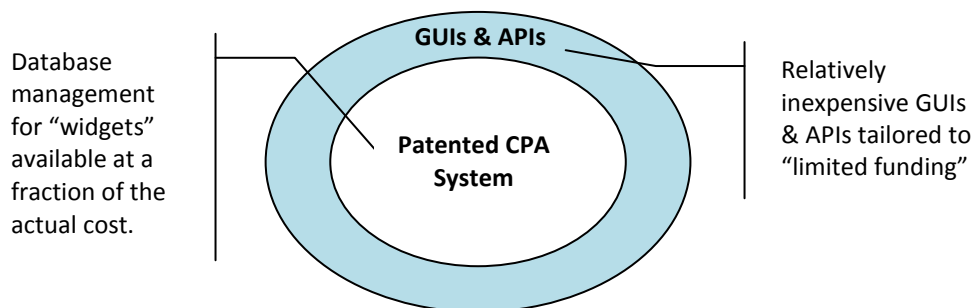 GUIs & APIs
Database
management
for “widgets”
available at a
fraction of the
actual cost.
Patented CPA
System
Relatively
inexpensive GUIs
& APIs tailored to
“limited funding”